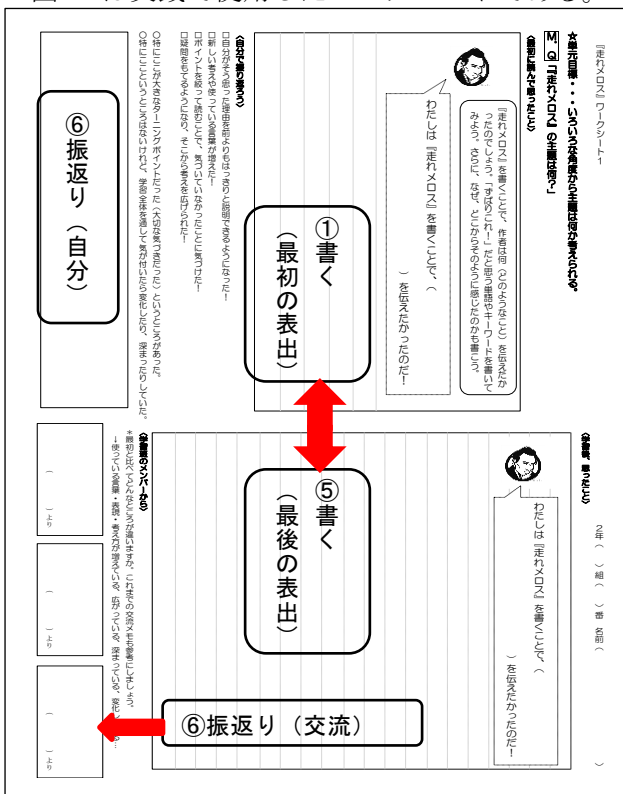 『走れメロス』ワークシート1
☆単元目標・・・いろいろな角度から主題は何か考えられる。
M.Q「『走れメロス』の主題は何?」
〈最初に読んで思ったこと〉
『走れメロス』を書くことで、作者は何(どのようなこと)を伝えたか
ったのでしょう。「ずばりこれ!」だと思う単語やキーワードを書いて
みよう。さらに、なぜ、どこからそのように感じたのかも書こう。
わたしは『走れメロス』を書くことで、(
)を伝えたかったのだ!
①書く
(最初の表出)
〈自分で振り返ろう〉
□自分がそう思った理由を前よりもはっきりと説明できるようになった!
□新しい考えや使っている言葉が増えた!
□ポイントを絞って読むことで、気づいていなかったことに気づけた!
□疑問をもてるようになり、そこから考えを広げられた!
○特にここが大きなターニングポイントだった(大切な気づきだった)というところがあった。
○特にここというところはないけれど、学習全体を通して気が付いたら変化したり、深まったりしていた。
⑥振返り(自分)
2年( )組( )番 名前( )
〈学習後、思ったこと〉
わたしは『走れメロス』を書くことで、(
)を伝えたかったのだ!
⑤書く
(最後の表出)
⑥振返り(交流)
〈学習班のメンバーから〉
*最初と比べてどんなところが違いますか。これまでの交流メモも参考にしましょう。
→使っている言葉・表現・考え方が増えている、広がっている、深まっている、変化し
( )より
( )より
( )より